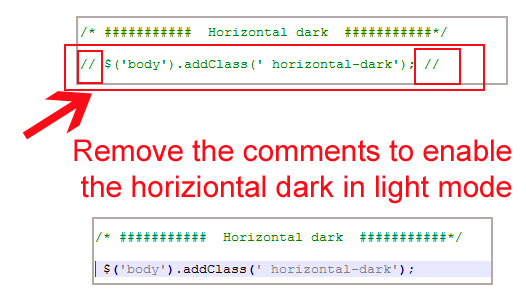 /* ###########  Horizontal dark  ###########*/
// $('body').addClass(' horizontal-dark'); //
Remove the comments to enable
the horiziontal dark in light mode
/* ###########  Horizontal dark  ###########*/
$('body').addClass(' horizontal-dark');